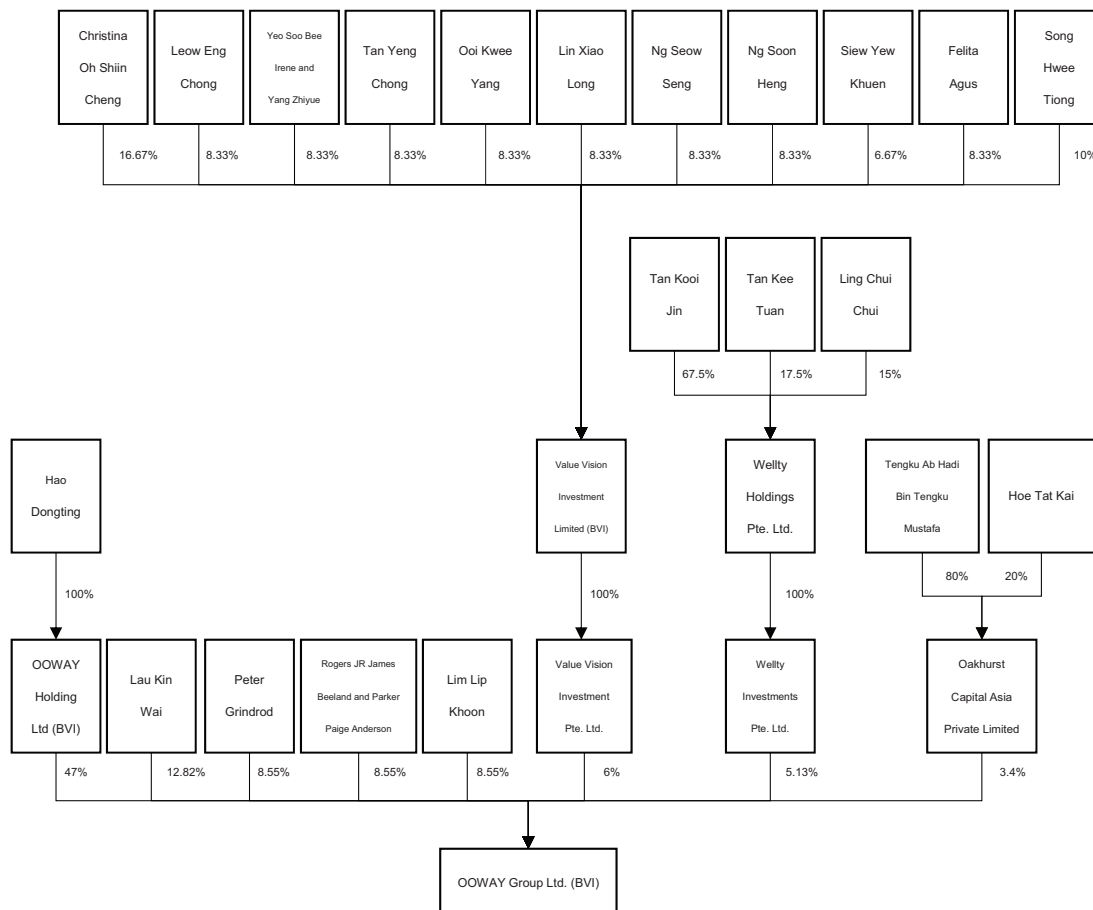 Christina
Oh Shiin
Cheng
Leow Eng
Chong
Yeo Soo Bee
Irene and
Yang Zhiyue
Tan Yeng
Chong
Ooi Kwee
Yang
Lin Xiao
Long
Ng Seow
Seng
Ng Soon
Heng
Siew Yew
Khuen
Felita
Agus
Song
Hwee
Tiong
16.67%
8.33%
8.33%
8.33%
8.33%
8.33%
8.33%
8.33%
6.67%
8.33%
10%
Tan Kooi
Jin
Tan Kee
Tuan
Ling Chui
Chui
67.5%
17.5%
15%
Hao
Dongting
Value Vision
Investment
Limited (BVI)
Wellty
Holdings
Pte. Ltd.
Tengku Ab Hadi
Bin Tengku
Mustafa
Hoe Tat Kai
100%
100%
100%
80%
20%
OOWAY
Holding
Ltd (BVI)
Lau Kin
Wai
Peter
Grindrod
Rogers JR James
Beeland and Parker
Paige Anderson
Lim Lip
Khoon
Value Vision
Investment
Pte. Ltd.
Wellty
Investments
Pte. Ltd.
Oakhurst
Capital Asia
Private Limited
47%
12.82%
8.55%
8.55%
8.55%
6%
5.13%
3.4%
OOWAY Group Ltd. (BVI)